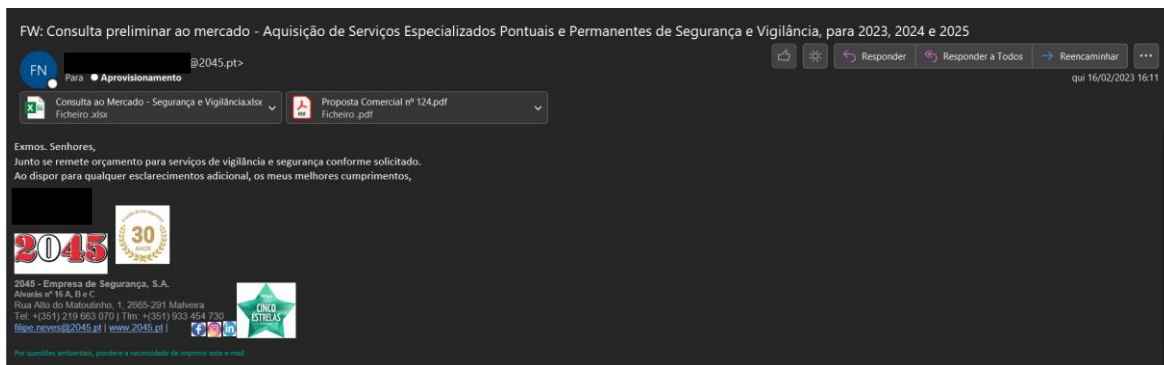 FW: Consulta preliminar ao mercado - Aquisição de Serviços Especializados Pontuais e Permanentes de Segurança e Vigilância, para 2023, 2024 e 2025
FN
@2045.pt>
Para Aprovisionamento
Responder
Responder a Todos
Reencaminhar
qui 16/02/2023 16:11
Consulta ao Mercado - Segurança e Vigilância.xlsx
Ficheiro .xlsx
Proposta Comercial nº 124.pdf
Ficheiro .pdf
Exmos. Senhores,
Junto se remete orçamento para serviços de vigilância e segurança conforme solicitado.
Ao dispor para qualquer esclarecimentos adicional, os meus melhores cumprimentos,
2045
30
ANOS
2045 - Empresa de Segurança, S.A.
Alvarás nº 16 A, B e C
Rua Alto do Matoutinho, 1, 2665-291 Malveira
Tel: +(351) 219 663 070 | Tlm: +(351) 933 454 730
filipe.neves@2045.pt | www.2045.pt |
CINCO
ESTRELAS
Por questões ambientais, pondere a necessidade de imprimir este e-mail